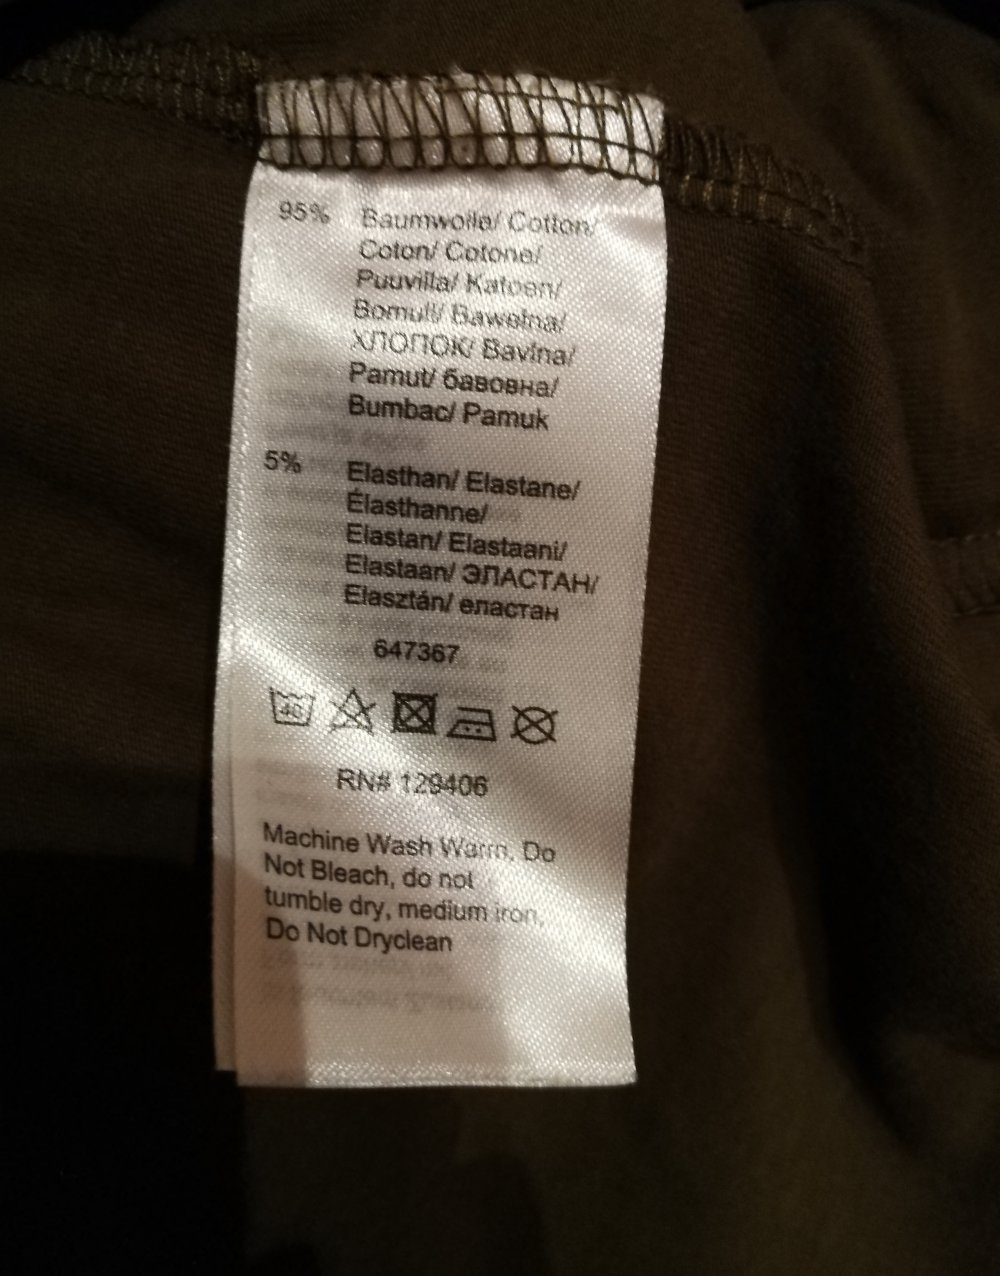 95% Baumwolle/ Cotton/
Coton/ Cotone/
Puuvilla/ Katoen/
Bomull/ Bawełna/
ХЛОПОК/ Bavlna/
Pamut/ бавовна/
Bumbac/ Pamuk
5% Elasthan/ Elastane/
Élasthanne/
Elastan/ Elastaani/
Elastaan/ ЭЛАСТАН/
Elasztán/ еластан
647367
40
RN# 129406
Machine Wash Warm, Do
Not Bleach, do not
tumble dry, medium iron,
Do Not Dryclean